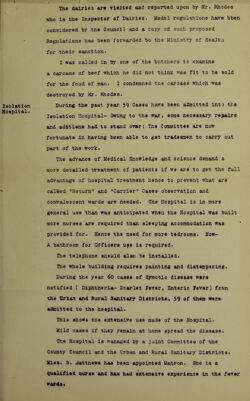 The dairies are visited and reported upon by Mr. Rhodes
who is the Inspector of Dairies. Model regulations have been
considered by the Council and a copy of such proposed
Regulations has been forwarded to the Ministry of Health
for their sanction.
I was called in by one of the butchers to examine
a carcass of beef which he did not think was fit to be sold
for the food of man. I condemned the carcass which was
destroyed by Mr. Rhodes.
Isolation
Hospital.
During the past year 59 Cases have been admitted into the
Isolation Hospital- Owing to the war, some necessary repairs
and additions had to stand over: The Committee are now
fortunate in having been able to get tradesmen to carry out
part of the work.
The advance of Medical Knowledge and science demand a
more detailed treatment of patients if we are to get the full
advantage of hospital treatment hence to prevent what are
called "Return" and "Carrier" Cases observation and
convalescent wards are needed. The Hospital is in more
general use than was anticipated when the Hospital was built
more nurses are required than sleeping accommodation was
provided for. Hence the need for more bedrooms.
A bathroom for Officers use is required.
The telephone should also be installed.
The whole building requires painting and distempering.
During the year 60 cases of Zymotic disease were
notified ( Diphtheria- Scarlet Fever, Enteric Fever) from
the Urban and Rural Sanitary Districts, 59 of them were
admitted to the hospital.
This shows the extensive use made of the Hospital.
Mild cases if they remain at home spread the disease.
The Hospital is managed by a Joint Committee of the
County Council and the Urban and Rural Sanitary Districts.
Miss. B. Matthews has been appointed Matron. She is a
qualified nurse and has had extensive experience in the fever
wards.